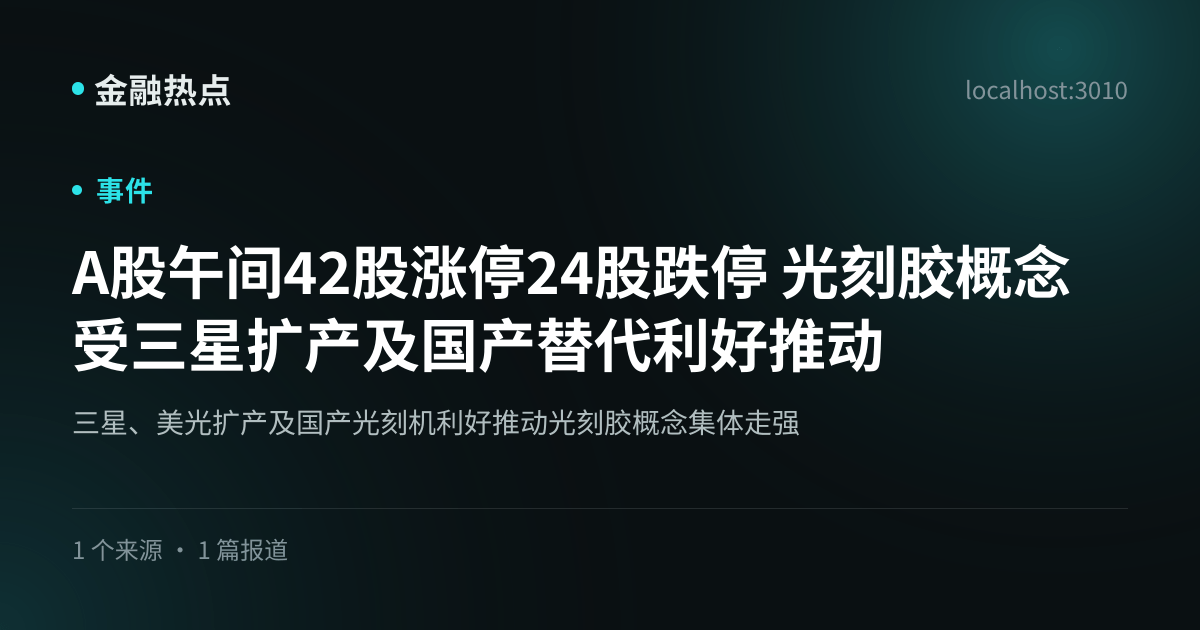 金融热点
localhost:3010
事件
A股午间42股涨停24股跌停 光刻胶概念
受三星扩产及国产替代利好推动
三星、美光扩产及国产光刻机利好推动光刻胶概念集体走强
1 个来源 · 1 篇报道